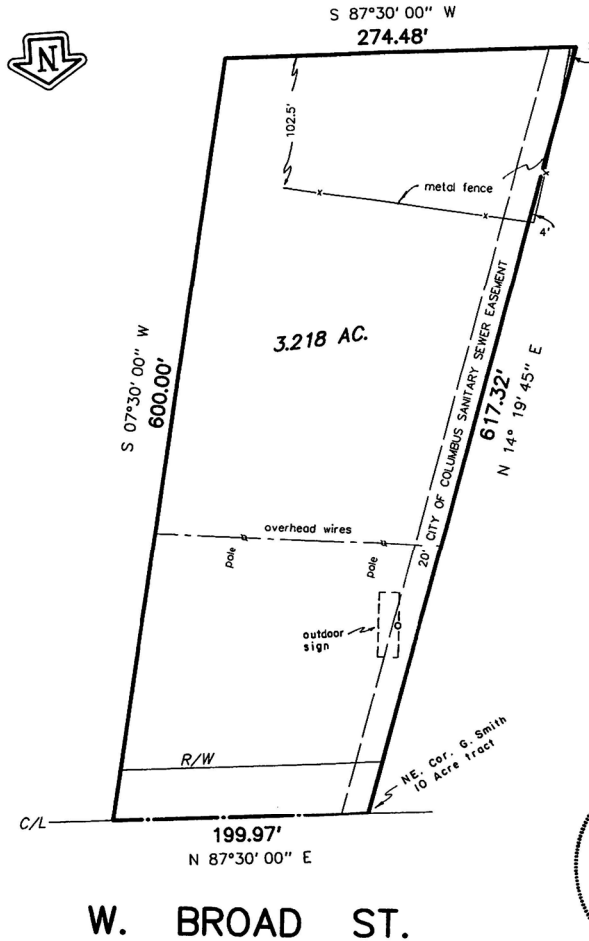 S 87°30' 00" W
274.48'
N
102.5'
metal fence
4'
3.218 AC.
S 07°30' 00" W
600.00'
20' CITY OF COLUMBUS SANITARY SEWER EASEMENT
617.32'
N 14° 19' 45" E
overhead wires
pole
pole
outdoor
sign
R/W
NE. Cor. G. Smith
10 Acre tract
C/L
199.97'
N 87°30' 00" E
W. BROAD ST.